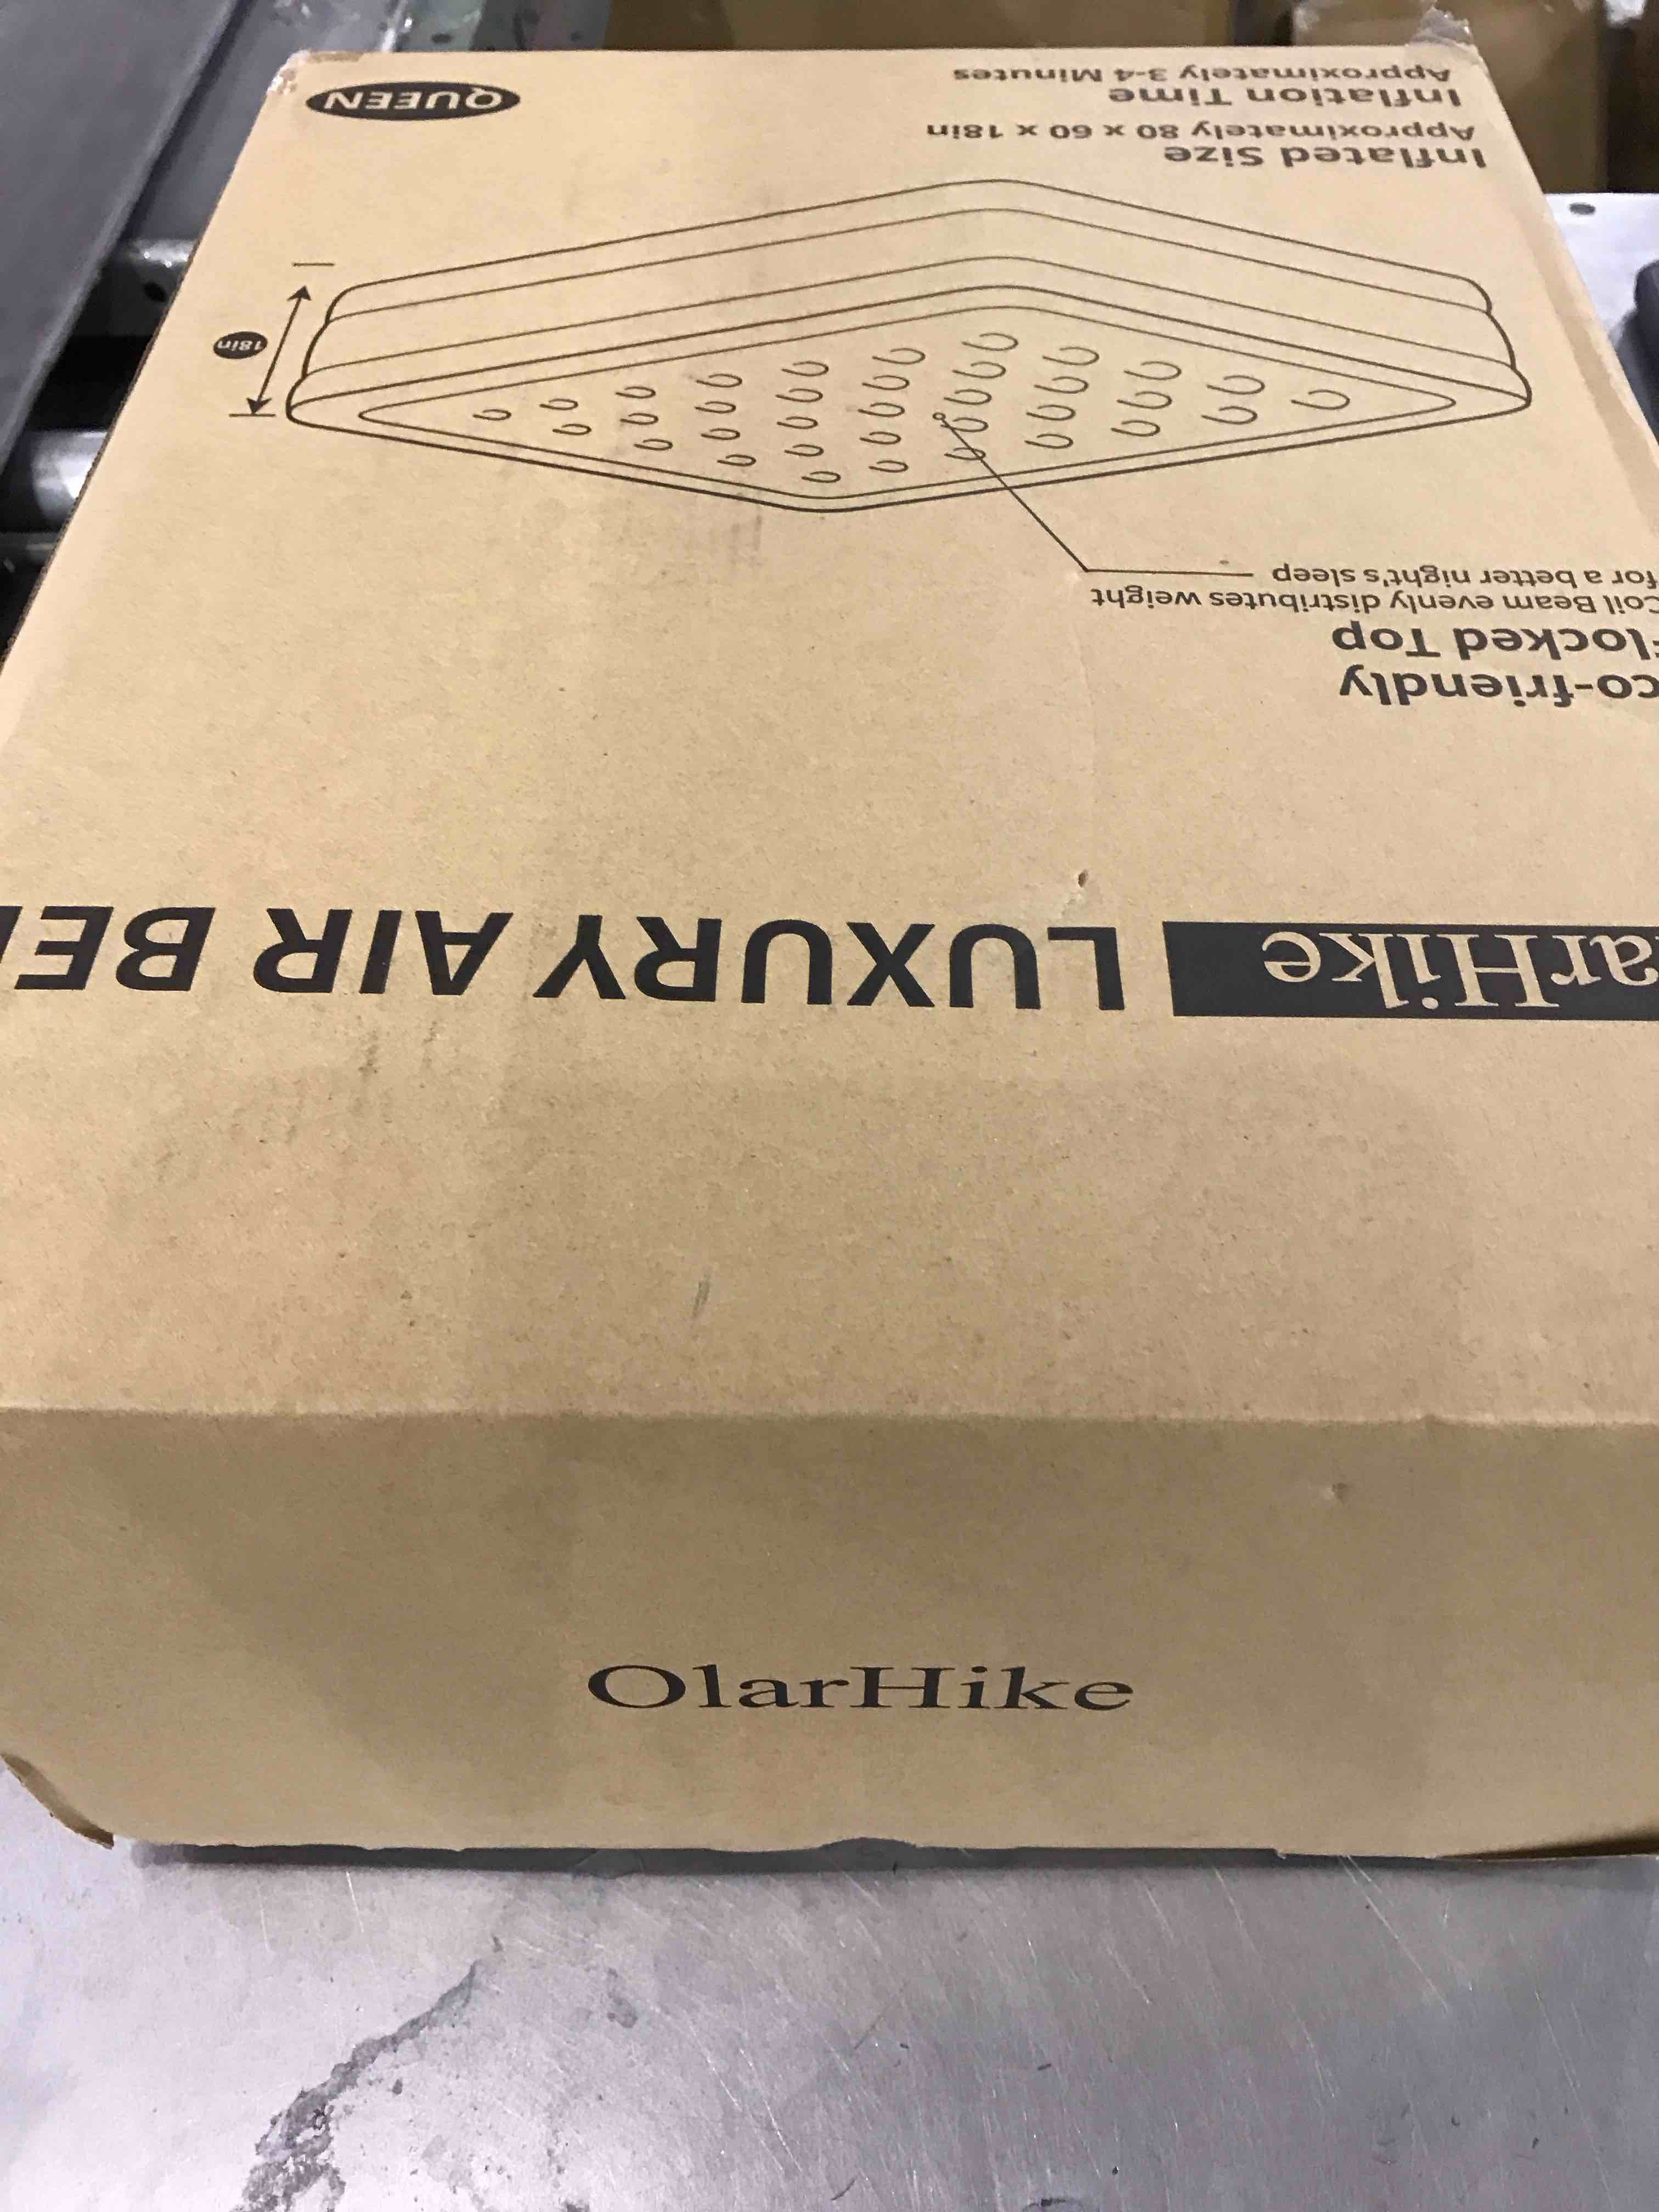 OlarHike
arHike LUXURY AIR BE
co-friendly
locked Top
Coil Beam evenly distributes weight
for a better night's sleep
18in
Inflated Size
Approximately 80 x 60 x 18in
Inflation Time
Approximately 3-4 Minutes
QUEEN